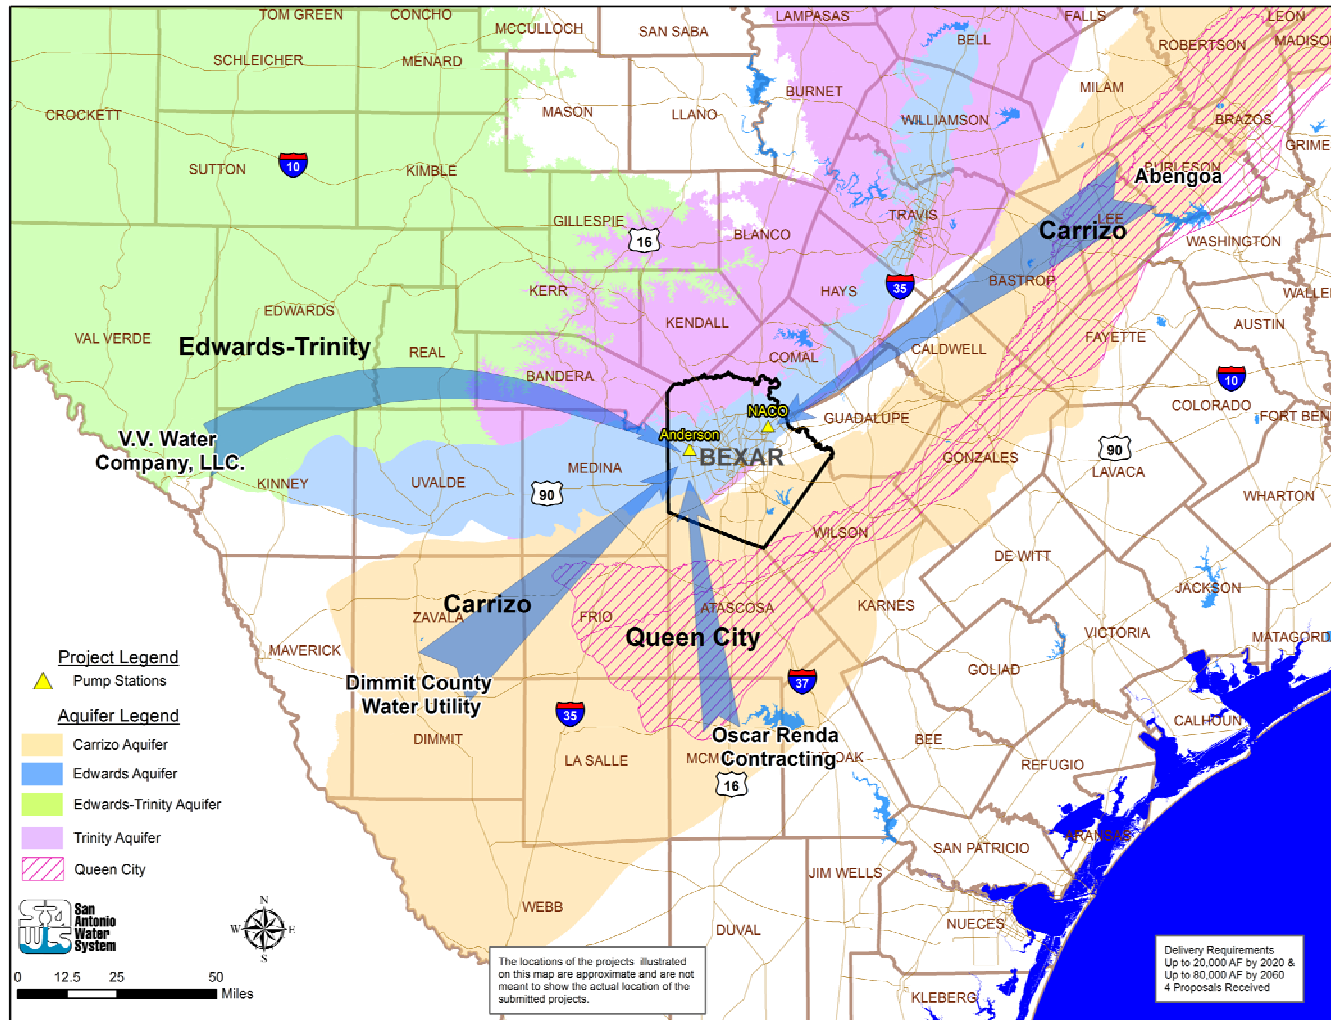 TOM GREEN
CONCHO
MCCULLOCH
SAN SABA
LAMPASAS
FALLS
LEON
BELL
ROBERTSON
SCHLEICHER
MENARD
MILAM
BURNET
CROCKETT
MASON
LLANO
WILLIAMSON
BRAZOS
10
SUTTON
KIMBLE
BURLESON
Abengoa
GILLESPIE
TRAVIS
LEE
BLANCO
Carrizo
16
WASHINGTON
BASTROP
KERR
HAYS
35
EDWARDS
KENDALL
AUSTIN
VAL VERDE
Edwards-Trinity
REAL
FAYETTE
COMAL
CALDWELL
BANDERA
10
COLORADO
NACO
GUADALUPE
V.V. Water
Company, LLC.
Anderson
BEXAR
GONZALES
90
LAVACA
KINNEY
UVALDE
MEDINA
90
WHARTON
WILSON
DE WITT
JACKSON
Carrizo
ZAVALA
FRIO
ATASCOSA
KARNES
Queen City
VICTORIA
MAVERICK
GOLIAD
Dimmit County
Water Utility
37
35
CALHOUN
Oscar Renda
Contracting
DIMMIT
BEE
LA SALLE
REFUGIO
16
SAN PATRICIO
ARANSAS
JIM WELLS
WEBB
NUECES
DUVAL
KLEBERG
Project Legend
Pump Stations
Aquifer Legend
Carrizo Aquifer
Edwards Aquifer
Edwards-Trinity Aquifer
Trinity Aquifer
Queen City
San
Antonio
Water
System
N
W
E
S
0 12.5 25 50
Miles
The locations of the projects illustrated
on this map are approximate and are not
meant to show the actual location of the
submitted projects.
Delivery Requirements
Up to 20,000 AF by 2020 &
Up to 80,000 AF by 2060
4 Proposals Received